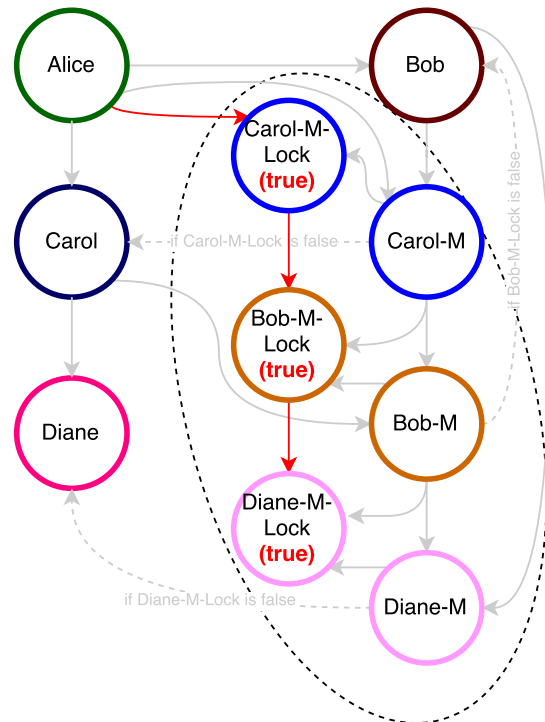 Alice
Bob
Carol-M-
Lock
(true)
Carol
if Carol-M-Lock is false
Carol-M
if Bob-M-Lock is false
Bob-M-
Lock
(true)
Diane
Bob-M
Diane-M-
Lock
(true)
if Diane-M-Lock is false
Diane-M